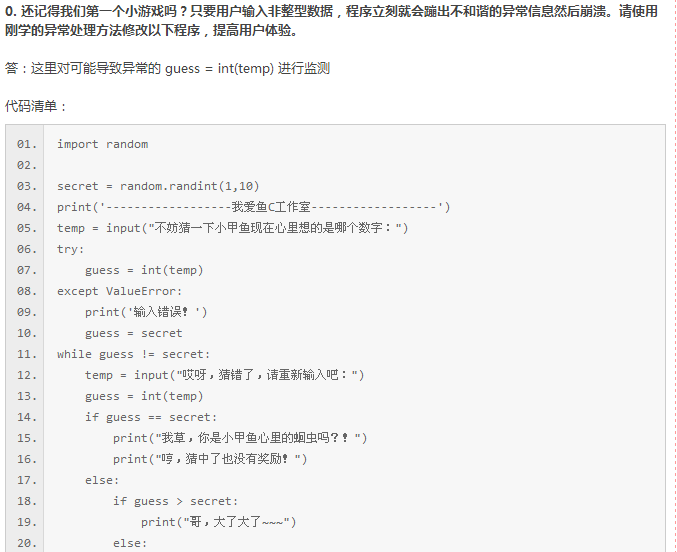 0. 还记得我们第一个小游戏吗？只要用户输入非整型数据，程序立刻就会蹦出不和谐的异常信息然后崩溃。请使用
刚学的异常处理方法修改以下程序，提高用户体验。
答：这里对可能导致异常的 guess = int(temp) 进行监测
代码清单：
01. import random
02.
03. secret = random.randint(1,10)
04. print('------------------我爱鱼C工作室------------------')
05. temp = input("不妨猜一下小甲鱼现在心里想的是哪个数字：")
06. try:
07.     guess = int(temp)
08. except ValueError:
09.     print('输入错误！')
10.     guess = secret
11. while guess != secret:
12.     temp = input("哎呀，猜错了，请重新输入吧：")
13.     guess = int(temp)
14.     if guess == secret:
15.         print("我草，你是小甲鱼心里的蛔虫吗？！")
16.         print("哼，猜中了也没有奖励！")
17.     else:
18.         if guess > secret:
19.             print("哥，大了大了~~~")
20.         else: